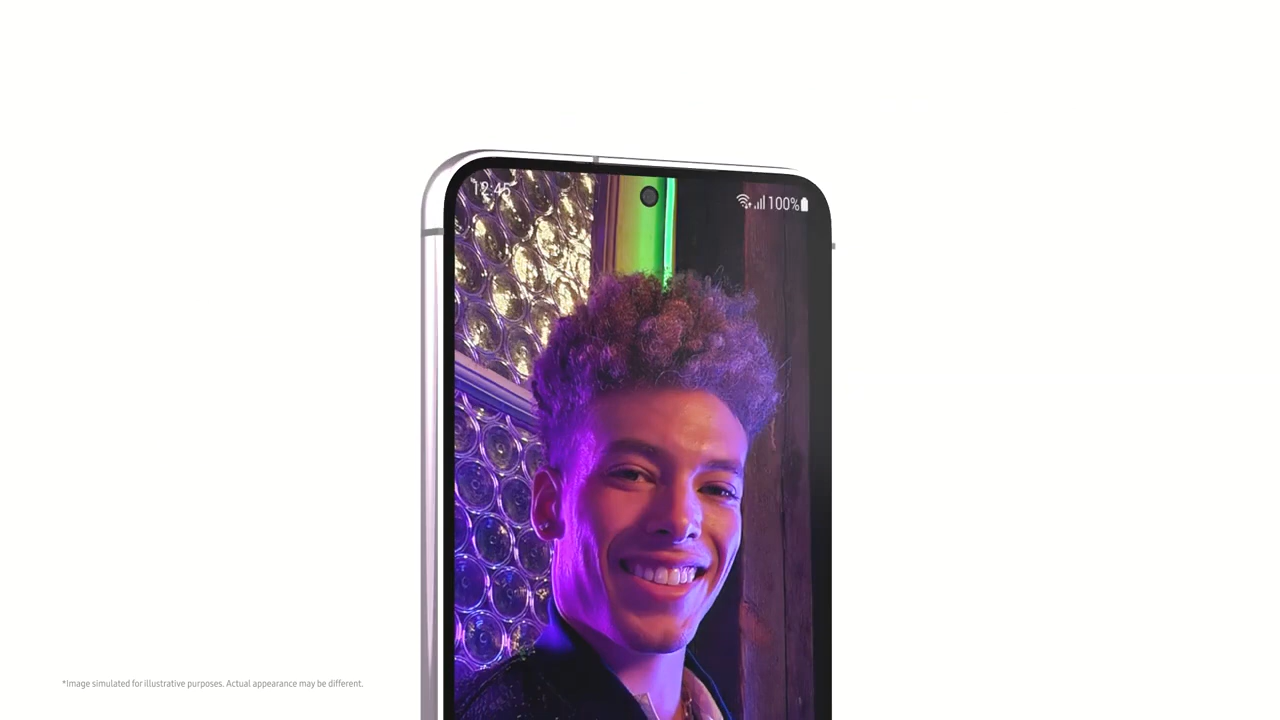 12:45
100%
*Image simulated for illustrative purposes. Actual appearance may be different.